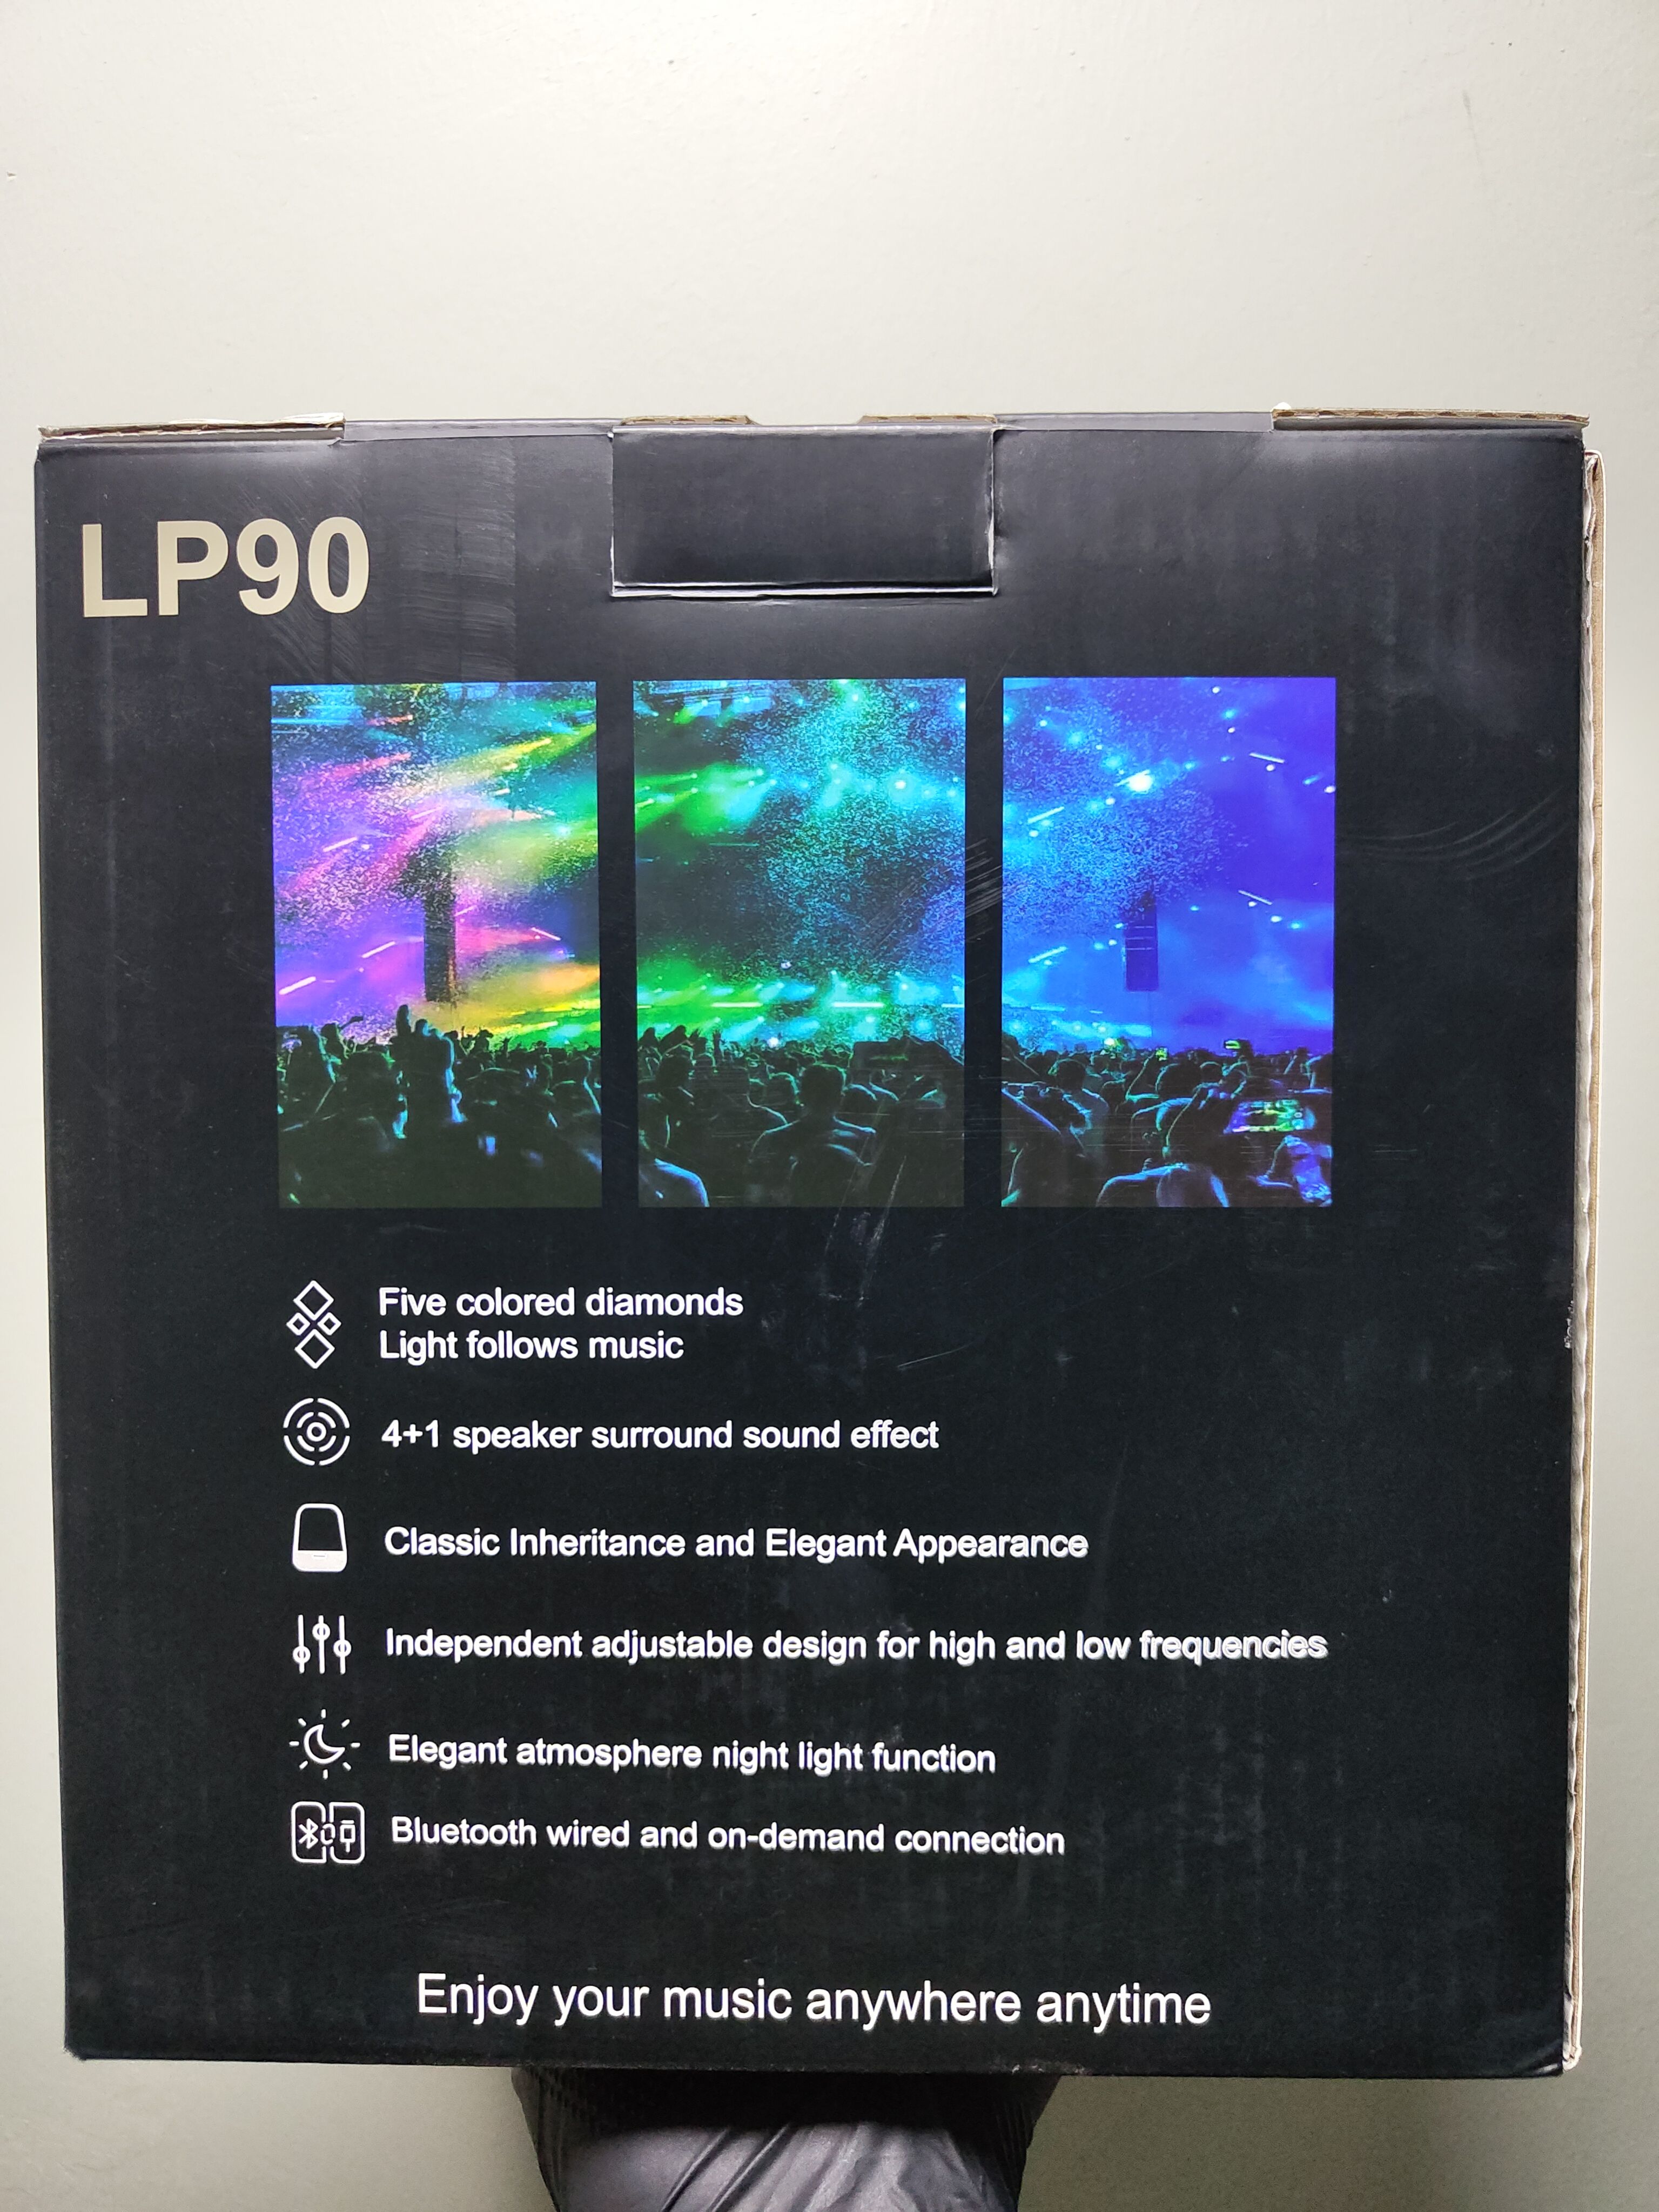 LP90
Five colored diamonds
Light follows music
4+1 speaker surround sound effect
Classic Inheritance and Elegant Appearance
Independent adjustable design for high and low frequencies
Elegant atmosphere night light function
Bluetooth wired and on-demand connection
Enjoy your music anywhere anytime